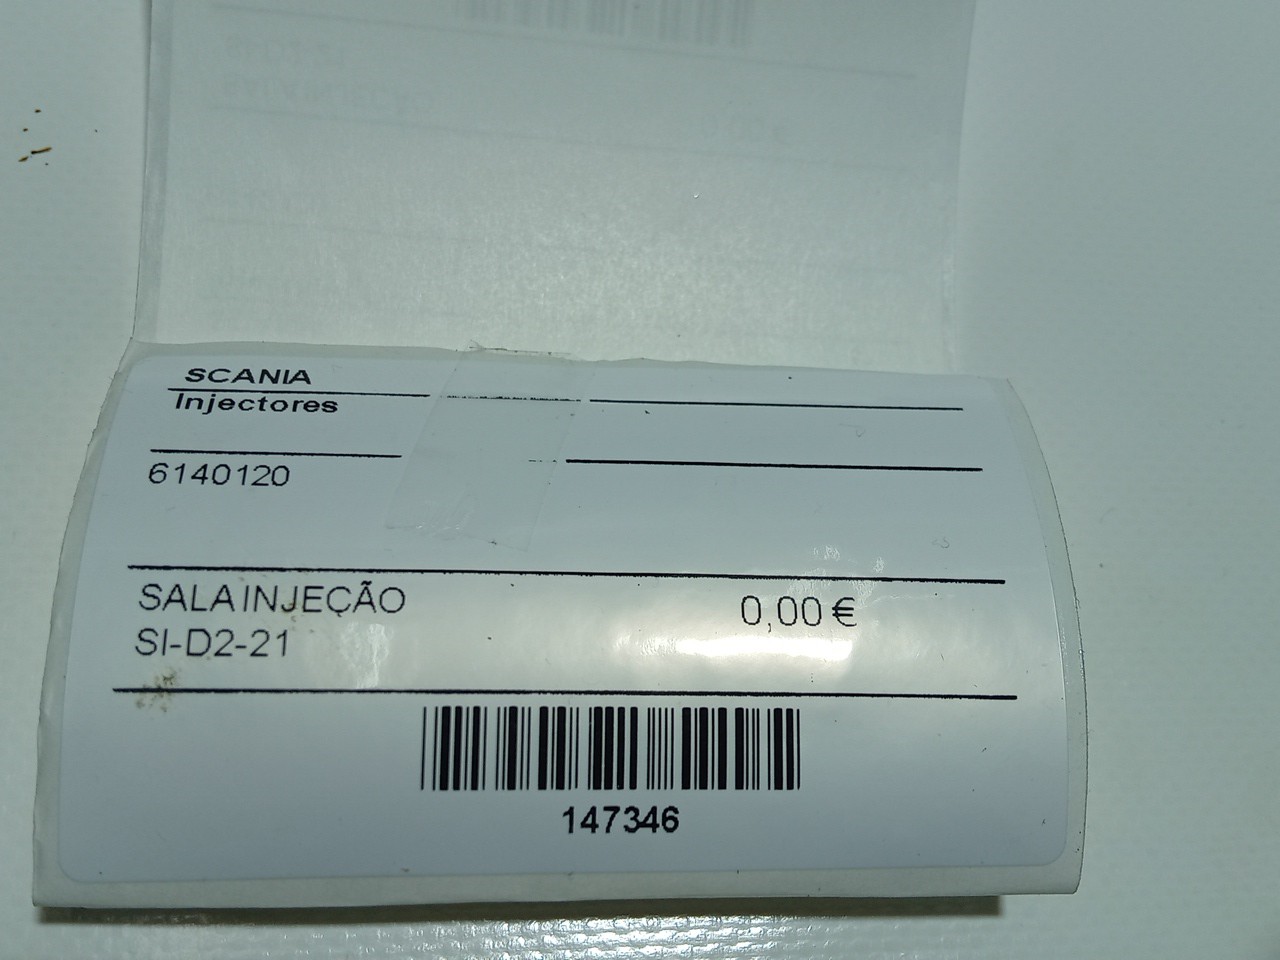 SCANIA
Injectores
6140120
SALA INJEÇÃO
0,00 €
SI-D2-21
147346